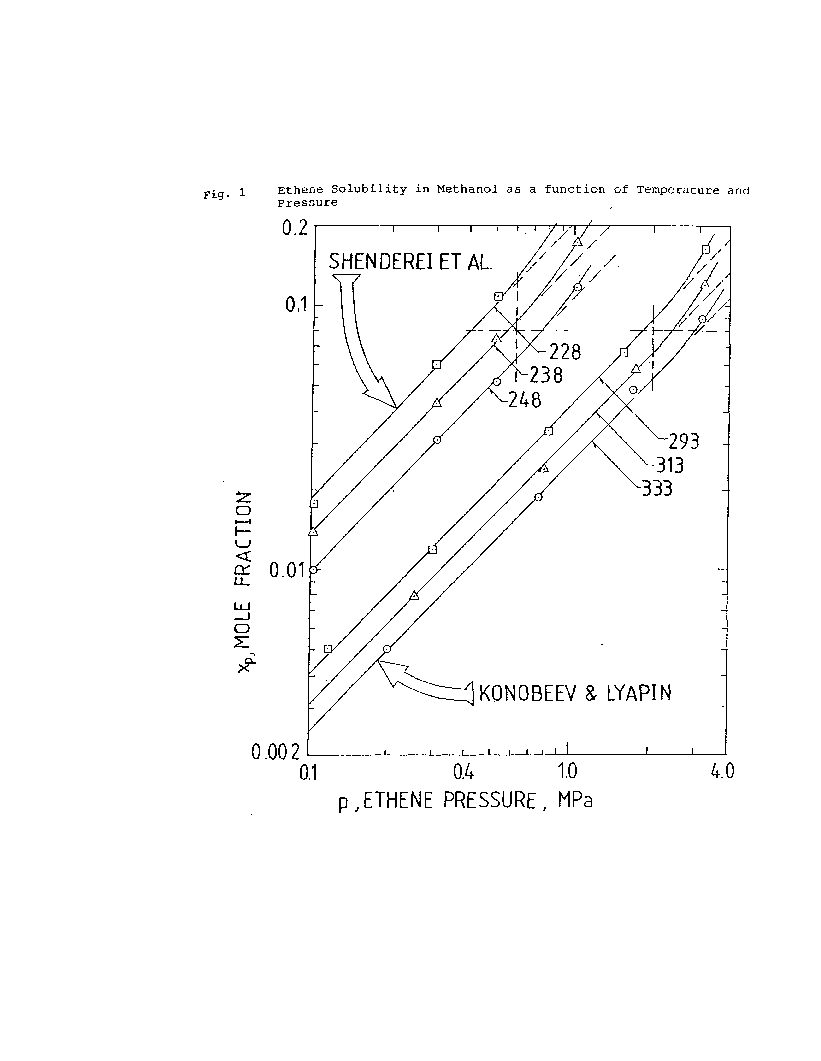 Fig. 1 Ethene Solubility in Methanol as a function of Temperature and
Pressure
0.2
SHENDEREI ET AL.
0.1
228
238
248
293
313
333
0.01
xp, MOLE FRACTION
KONOBEEV & LYAPIN
0.002
0.1 0.4 1.0 4.0
p, ETHENE PRESSURE, MPa